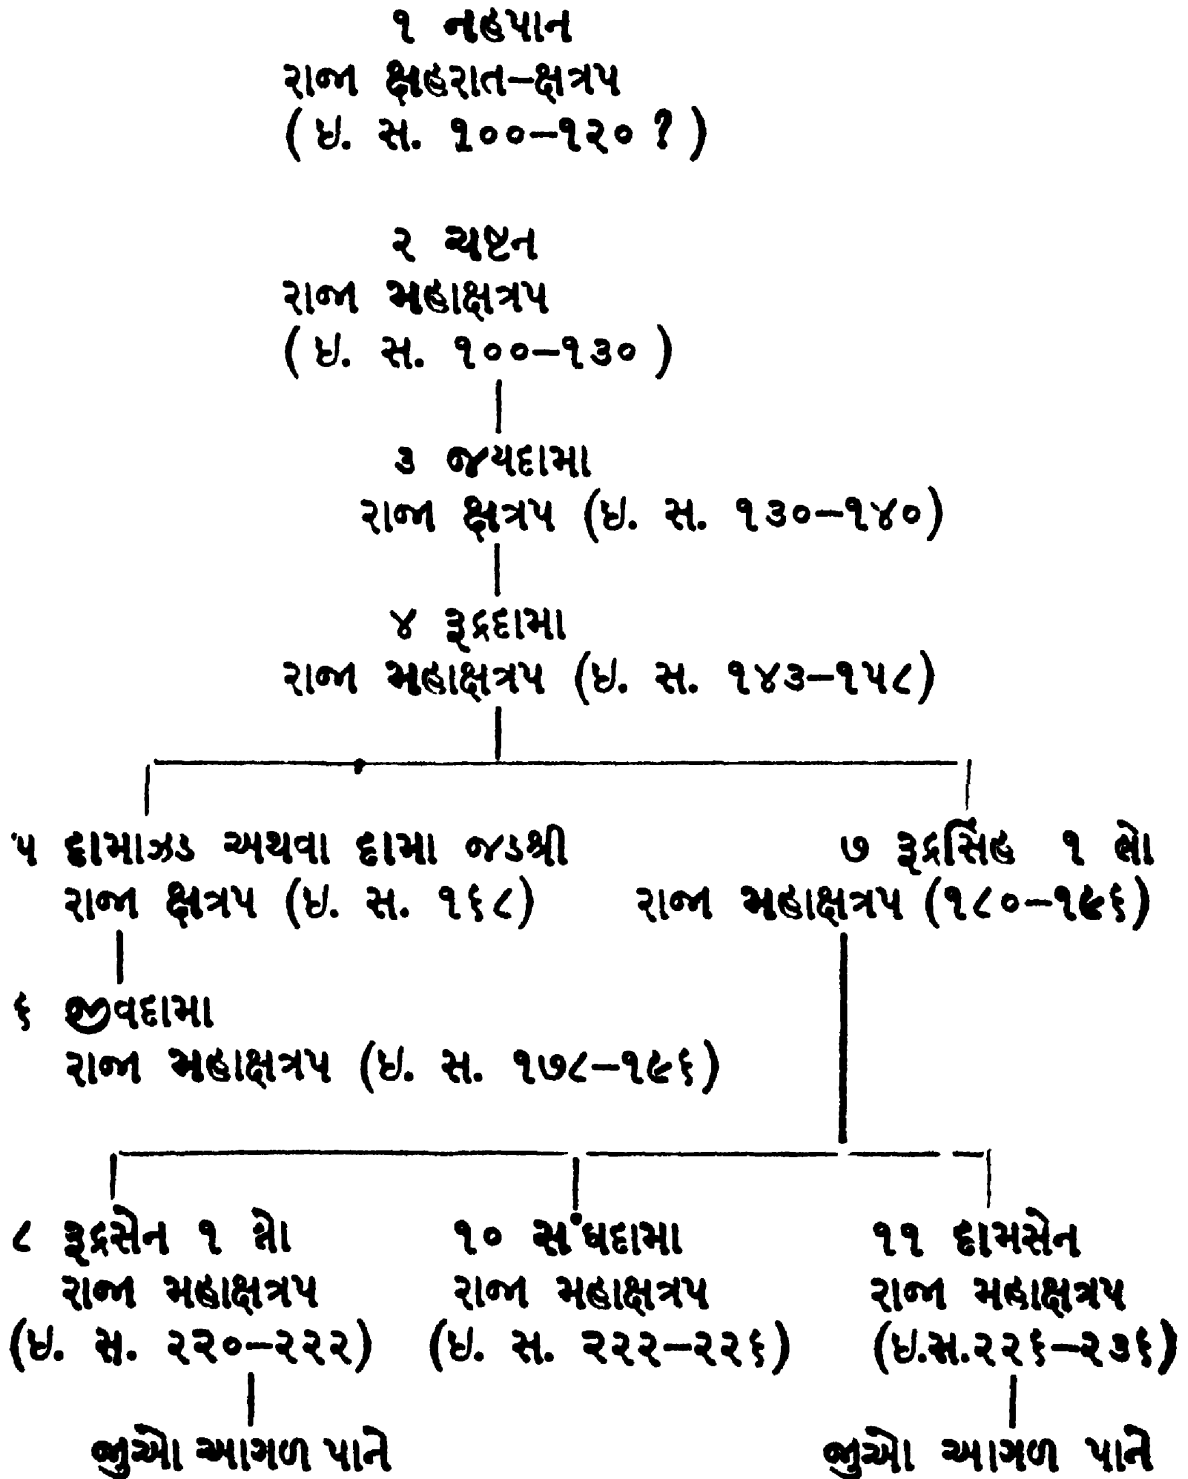 ૧ નહપાન
રાજા ક્ષહરાત–ક્ષત્રપ
( ઇ. સ. ૧૦૦–૧૨૦ ? )
૨ ચષ્ટન
રાજા મહાક્ષત્રપ
( ઇ. સ. ૧૦૦–૧૩૦ )
૩ જયદામા
રાજા ક્ષત્રપ (ઇ. સ. ૧૩૦–૧૪૦)
૪ રૂદ્રદામા
રાજા મહાક્ષત્રપ (ઇ. સ. ૧૪૩–૧૫૮)
૫ દામાઝડ અથવા દામા જડશ્રી
રાજા ક્ષત્રપ (ઇ. સ. ૧૬૮)
૭ રૂદ્રસિંહ ૧ લો
રાજા મહાક્ષત્રપ (૧૮૦–૧૯૬)
૬ જીવદામા
રાજા મહાક્ષત્રપ (ઇ. સ. ૧૭૮–૧૯૬)
૮ રૂદ્રસેન ૧ લો
રાજા મહાક્ષત્રપ
(ઇ. સ. ૨૨૦–૨૨૨)
૧૦ સંઘદામા
રાજા મહાક્ષત્રપ
(ઇ. સ. ૨૨૨–૨૨૬)
૧૧ દામસેન
રાજા મહાક્ષત્રપ
(ઇ.સ.૨૨૬–૨૩૬)
જીુઓ આગળ પાને
જીુઓ આગળ પાને